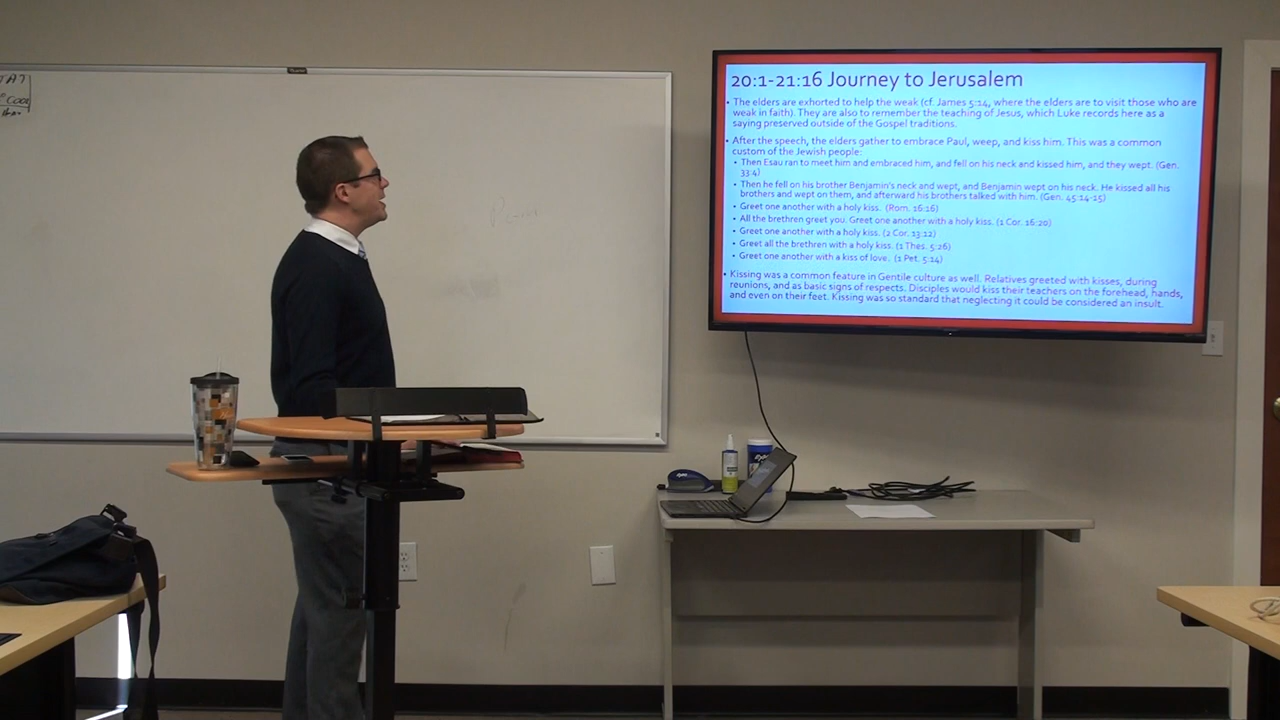 TAT
COOL
20:1-21:16 Journey to Jerusalem
• The elders are exhorted to help the weak (cf. James 5:14, where the elders are to visit those who are
weak in faith). They are also to remember the teaching of Jesus, which Luke records here as a
saying preserved outside of the Gospel traditions.
• After the speech, the elders gather to embrace Paul, weep, and kiss him. This was a common
custom of the Jewish people:
• Then Esau ran to meet him and embraced him, and fell on his neck and kissed him, and they wept. (Gen.
33:4)
• Then he fell on his brother Benjamin's neck and wept, and Benjamin wept on his neck. He kissed all his
brothers and wept on them, and afterward his brothers talked with him. (Gen. 45:14-15)
• Greet one another with a holy kiss. (Rom. 16:16)
• All the brethren greet you. Greet one another with a holy kiss. (1 Cor. 16:20)
• Greet one another with a holy kiss. (2 Cor. 13:12)
• Greet all the brethren with a holy kiss. (1 Thes. 5:26)
• Greet one another with a kiss of love. (1 Pet. 5:14)
• Kissing was a common feature in Gentile culture as well. Relatives greeted with kisses, during
reunions, and as basic signs of respects. Disciples would kiss their teachers on the forehead, hands,
and even on their feet. Kissing was so standard that neglecting it could be considered an insult.